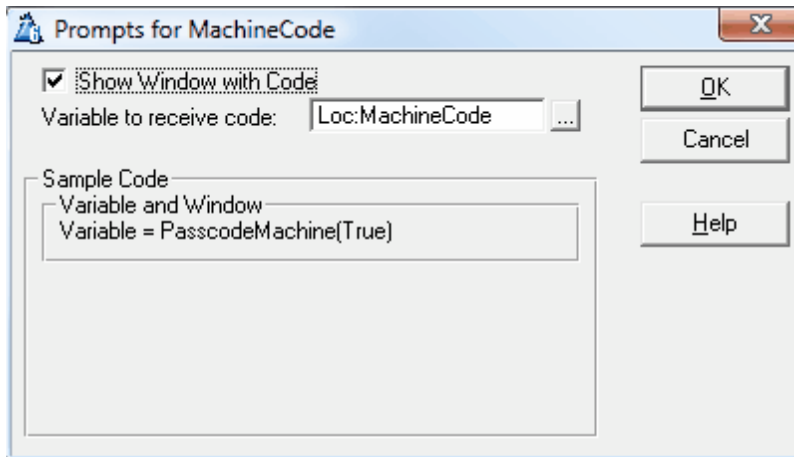 Prompts for MachineCode
Show Window with Code
OK
Variable to receive code: Loc:MachineCode ...
Cancel
Sample Code
Variable and Window
Variable = PasscodeMachine(True)
Help